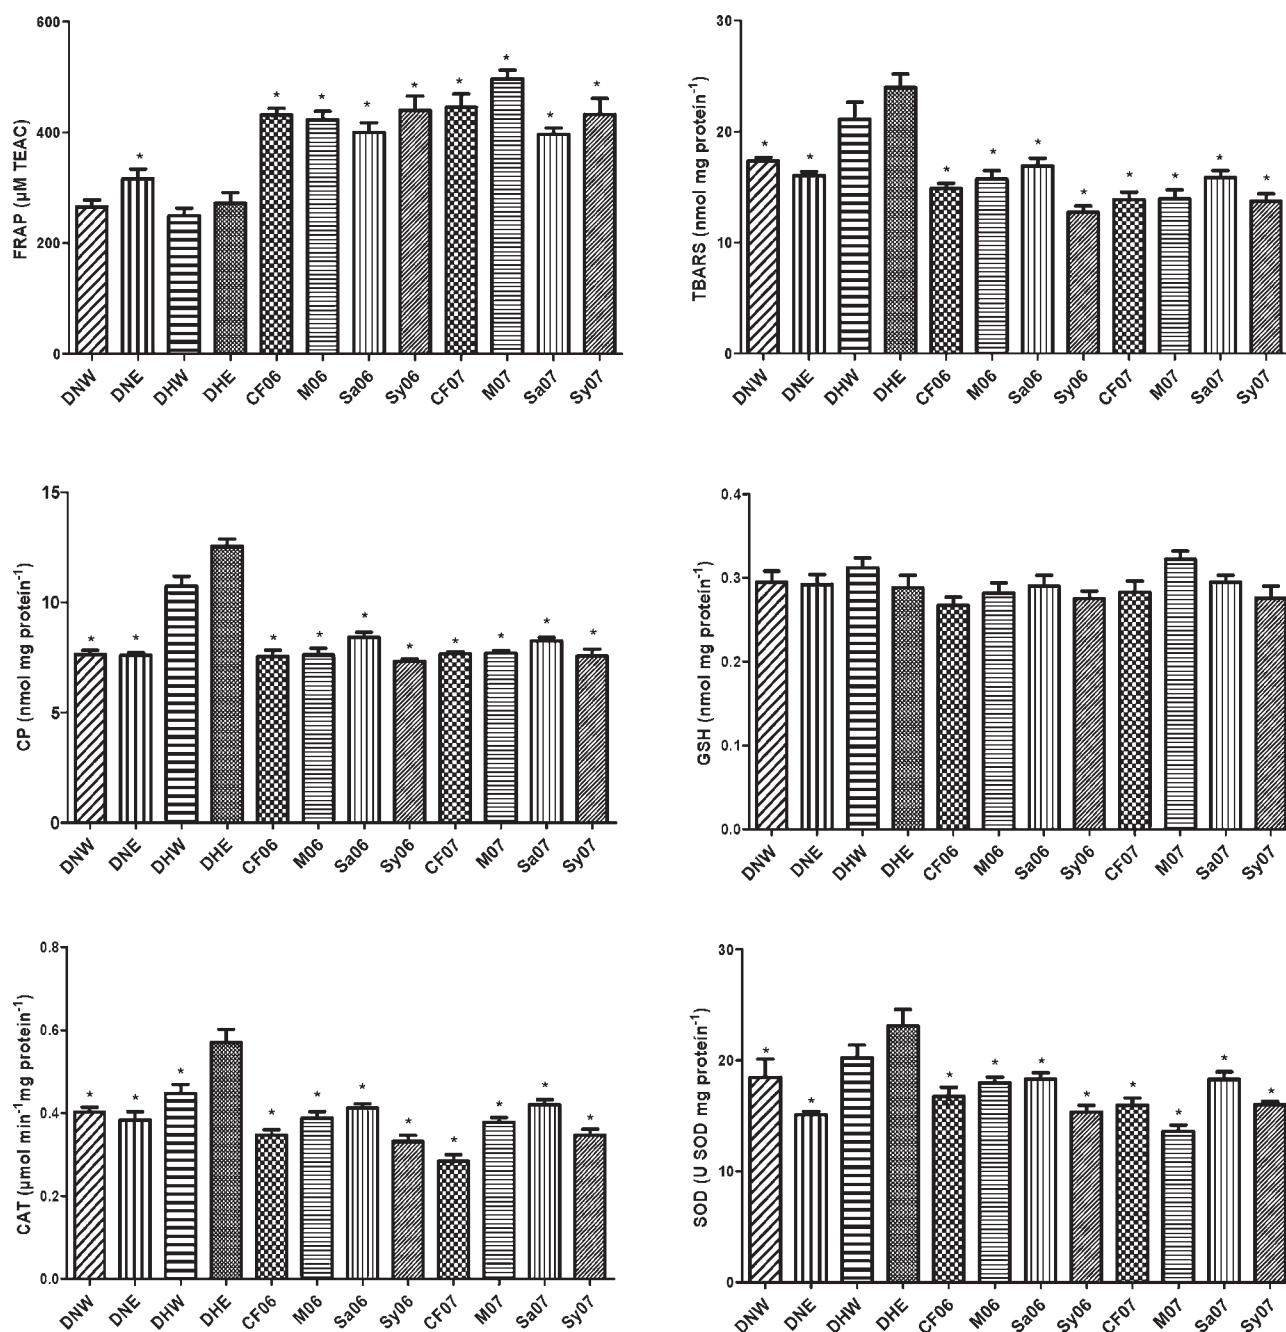 FRAP (µM TEAC)
600
400
200
0
* * * * * * * * *
DNW DNE DHW DHE CF06 M06 Sa06 Sy06 CF07 M07 Sa07 Sy07
TBARS (nmol mg protein-1)
30
20
10
0
* * * * * * * * * *
DNW DNE DHW DHE CF06 M06 Sa06 Sy06 CF07 M07 Sa07 Sy07
CP (nmol mg protein-1)
15
10
5
0
* * * * * * * * * *
DNW DNE DHW DHE CF06 M06 Sa06 Sy06 CF07 M07 Sa07 Sy07
GSH (nmol mg protein-1)
0.4
0.3
0.2
0.1
0.0
DNW DNE DHW DHE CF06 M06 Sa06 Sy06 CF07 M07 Sa07 Sy07
CAT (µmol min-1mg protein-1)
0.8
0.6
0.4
0.2
0.0
* * * * * * * * * * *
DNW DNE DHW DHE CF06 M06 Sa06 Sy06 CF07 M07 Sa07 Sy07
SOD (U SOD mg protein-1)
30
20
10
0
* * * * * * * * * *
DNW DNE DHW DHE CF06 M06 Sa06 Sy06 CF07 M07 Sa07 Sy07